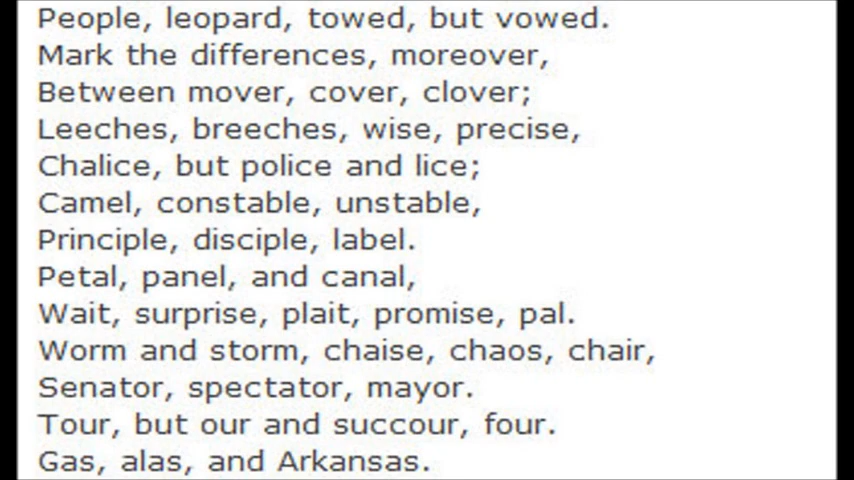 People, leopard, towed, but vowed.
Mark the differences, moreover,
Between mover, cover, clover;
Leeches, breeches, wise, precise,
Chalice, but police and lice;
Camel, constable, unstable,
Principle, disciple, label.
Petal, panel, and canal,
Wait, surprise, plait, promise, pal.
Worm and storm, chaise, chaos, chair,
Senator, spectator, mayor.
Tour, but our and succour, four.
Gas, alas, and Arkansas.